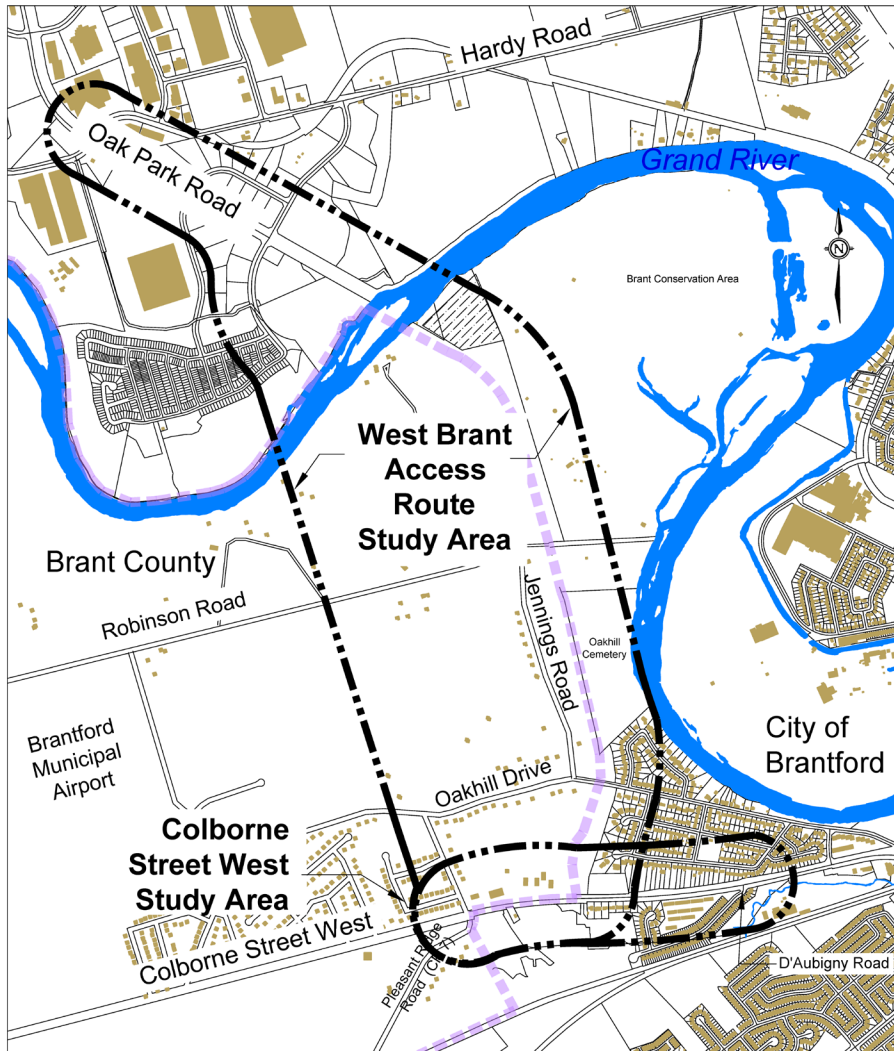 Hardy Road
Oak Park Road
Grand River
N
Brant Conservation Area
West Brant
Access
Route
Study Area
Brant County
Robinson Road
Jennings Road
Oakhill
Cemetery
Brantford
Municipal
Airport
City of
Brantford
Oakhill Drive
Colborne
Street West
Study Area
Colborne Street West
Pleasant Ridge
Road (CR7)
D'Aubigny Road